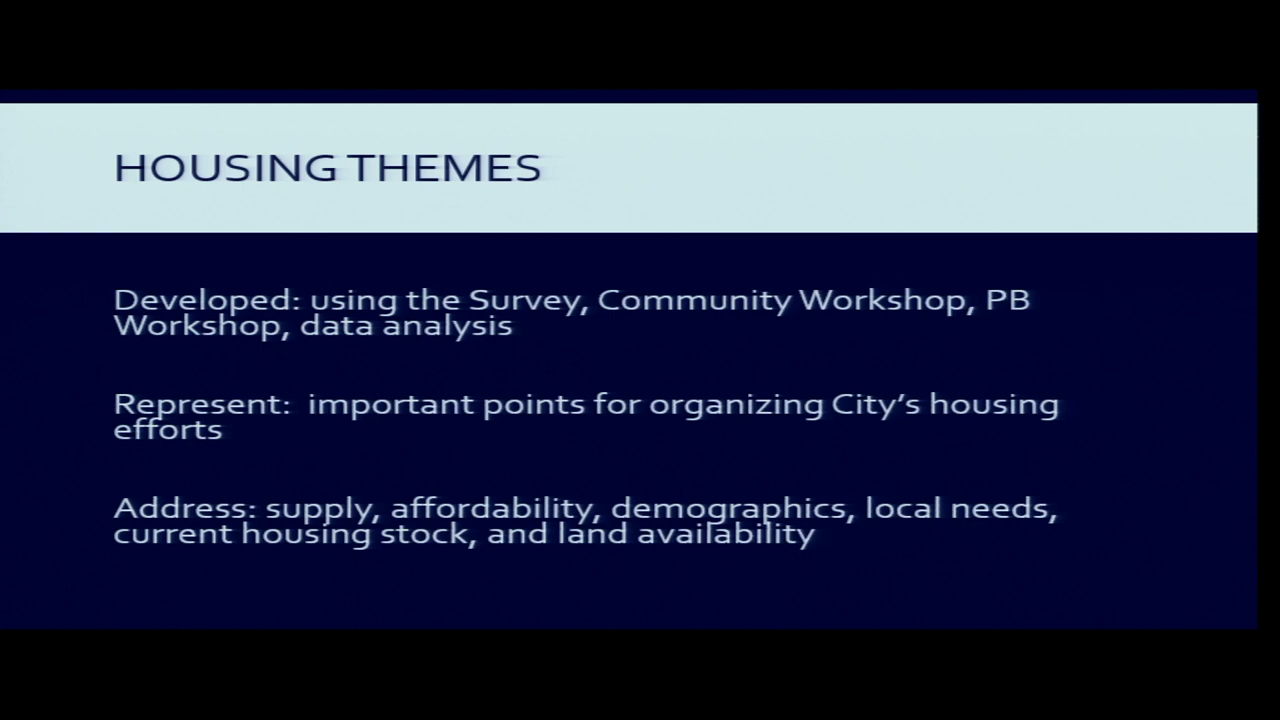 HOUSING THEMES
Developed: using the Survey, Community Workshop, PB
Workshop, data analysis
Represent:  important points for organizing City’s housing
efforts
Address: supply, affordability, demographics, local needs,
current housing stock, and land availability